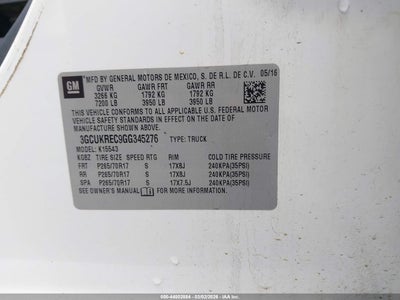 GM
MFD BY GENERAL MOTORS DE MEXICO, S. DE R.L. DE C.V. 05/16
GVWR GAWR FRT GAWR RR
3266 KG 1792 KG 1792 KG
7200 LB 3950 LB 3950 LB
THIS VEHICLE CONFORMS TO ALL APPLICABLE U.S. FEDERAL MOTOR
VEHICLE SAFETY STANDARDS IN EFFECT ON THE DATE OF
MANUFACTURE SHOWN ABOVE.
3GCUKREC9GG345276 TYPE: TRUCK
MODEL: K15543
KGBZ TIRE SIZE SPEED RTG RIM COLD TIRE PRESSURE
FRT P265/70R17 S 17X8J 240KPA(35PSI)
RR P265/70R17 S 17X8J 240KPA(35PSI)
SPA P265/70R17 S 17X7.5J 240KPA(35PSI)
SEE OWNER'S MANUAL FOR MORE INFORMATION.